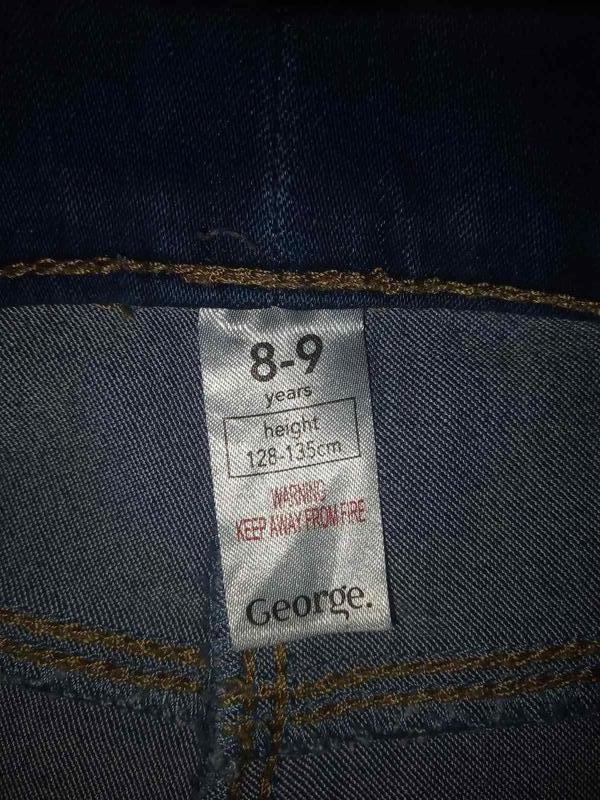 8-9
years
height
128-135cm
WARNING
KEEP AWAY FROM FIRE
George.